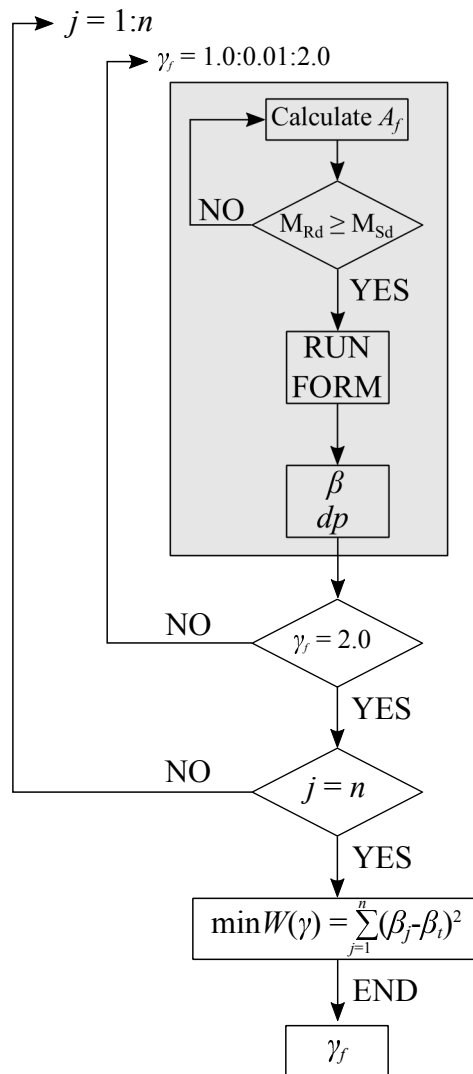 j = 1:n
γf = 1.0:0.01:2.0
Calculate Af
NO
MRd ≥ MSd
YES
RUN
FORM
β
dp
NO
γf = 2.0
YES
NO
j = n
YES
minW(γ) = ∑j=1n(βj-βt)2
END
γf